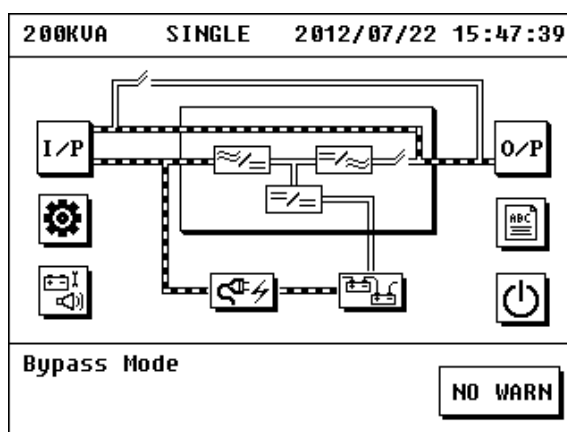 200KVA SINGLE 2012/07/22 15:47:39
I/P
O/P
ABC
Bypass Mode
NO WARN